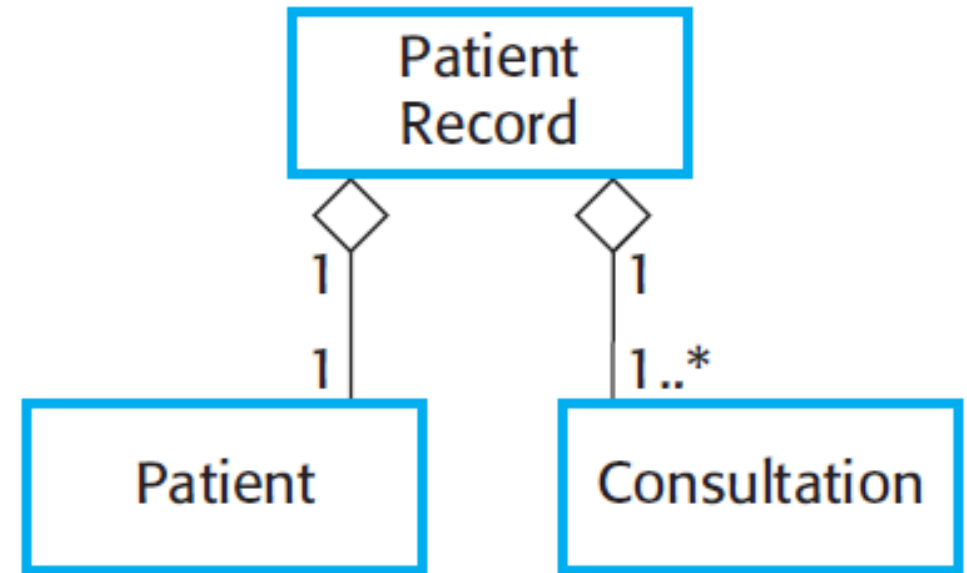 Patient
Record
1
1
1
1..*
Patient
Consultation